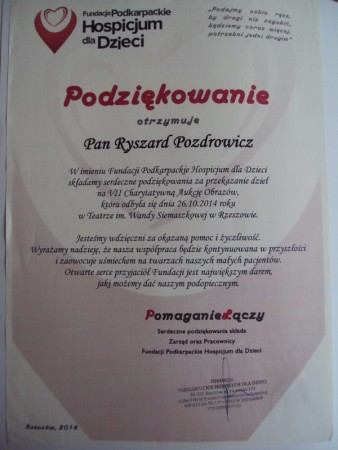 Fundacja Podkarpackie
Hospicjum
dla Dzieci
"Podajmy sobie ręce,
by drogi nie zagubić,
będziemy coraz więcej,
potrzebni jedni drugim"
Podziękowanie
otrzymuje
Pan Ryszard Pozdrowicz
W imieniu Fundacji Podkarpackie Hospicjum dla Dzieci
składamy serdeczne podziękowania za przekazanie dzieł
na VII Charytatywną Aukcję Obrazów,
która odbyła się dnia 26.10.2014 roku
w Teatrze im. Wandy Siemaszkowej w Rzeszowie.
Jesteśmy wdzięczni za okazaną pomoc i życzliwość.
Wyrażamy nadzieję, że nasza współpraca będzie kontynuowana w przyszłości
i zaowocuje uśmiechem na twarzach naszych małych pacjentów.
Otwarte serce przyjaciół Fundacji jest największym darem,
jaki możemy dać naszym podopiecznym.
PomaganieŁączy
Serdeczne podziękowania składa
Zarząd oraz Pracownicy
Fundacji Podkarpackie Hospicjum dla Dzieci
FUNDACJA
PODKARPACKIE HOSPICJUM DLA DZIECI
Rzeszów, 2014